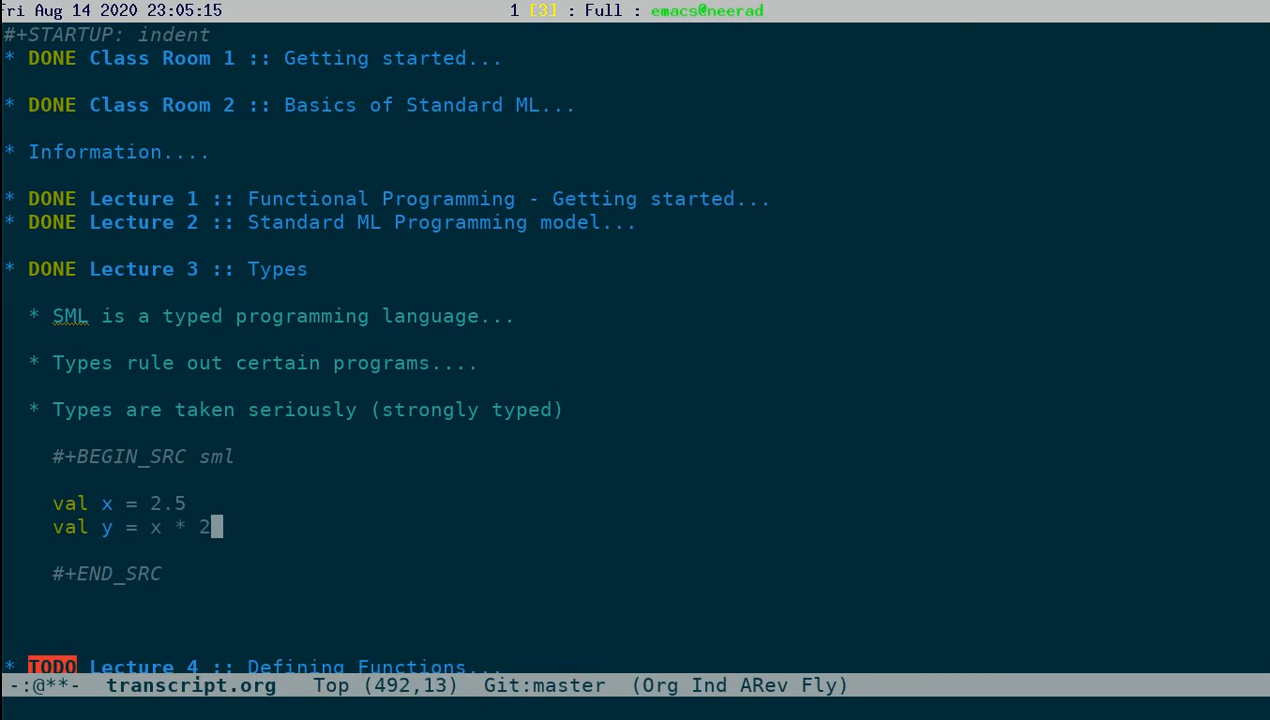 Fri Aug 14 2020 23:05:15 1 [3] : Full : emacs@neerad
#+STARTUP: indent
* DONE Class Room 1 :: Getting started...
* DONE Class Room 2 :: Basics of Standard ML...
* Information....
* DONE Lecture 1 :: Functional Programming - Getting started...
* DONE Lecture 2 :: Standard ML Programming model...
* DONE Lecture 3 :: Types
* SML is a typed programming language...
* Types rule out certain programs....
* Types are taken seriously (strongly typed)
#+BEGIN_SRC sml
val x = 2.5
val y = x * 2
#+END_SRC
* TODO Lecture 4 :: Defining Functions...
-:@**- transcript.org Top (492,13) Git:master (Org Ind ARev Fly)